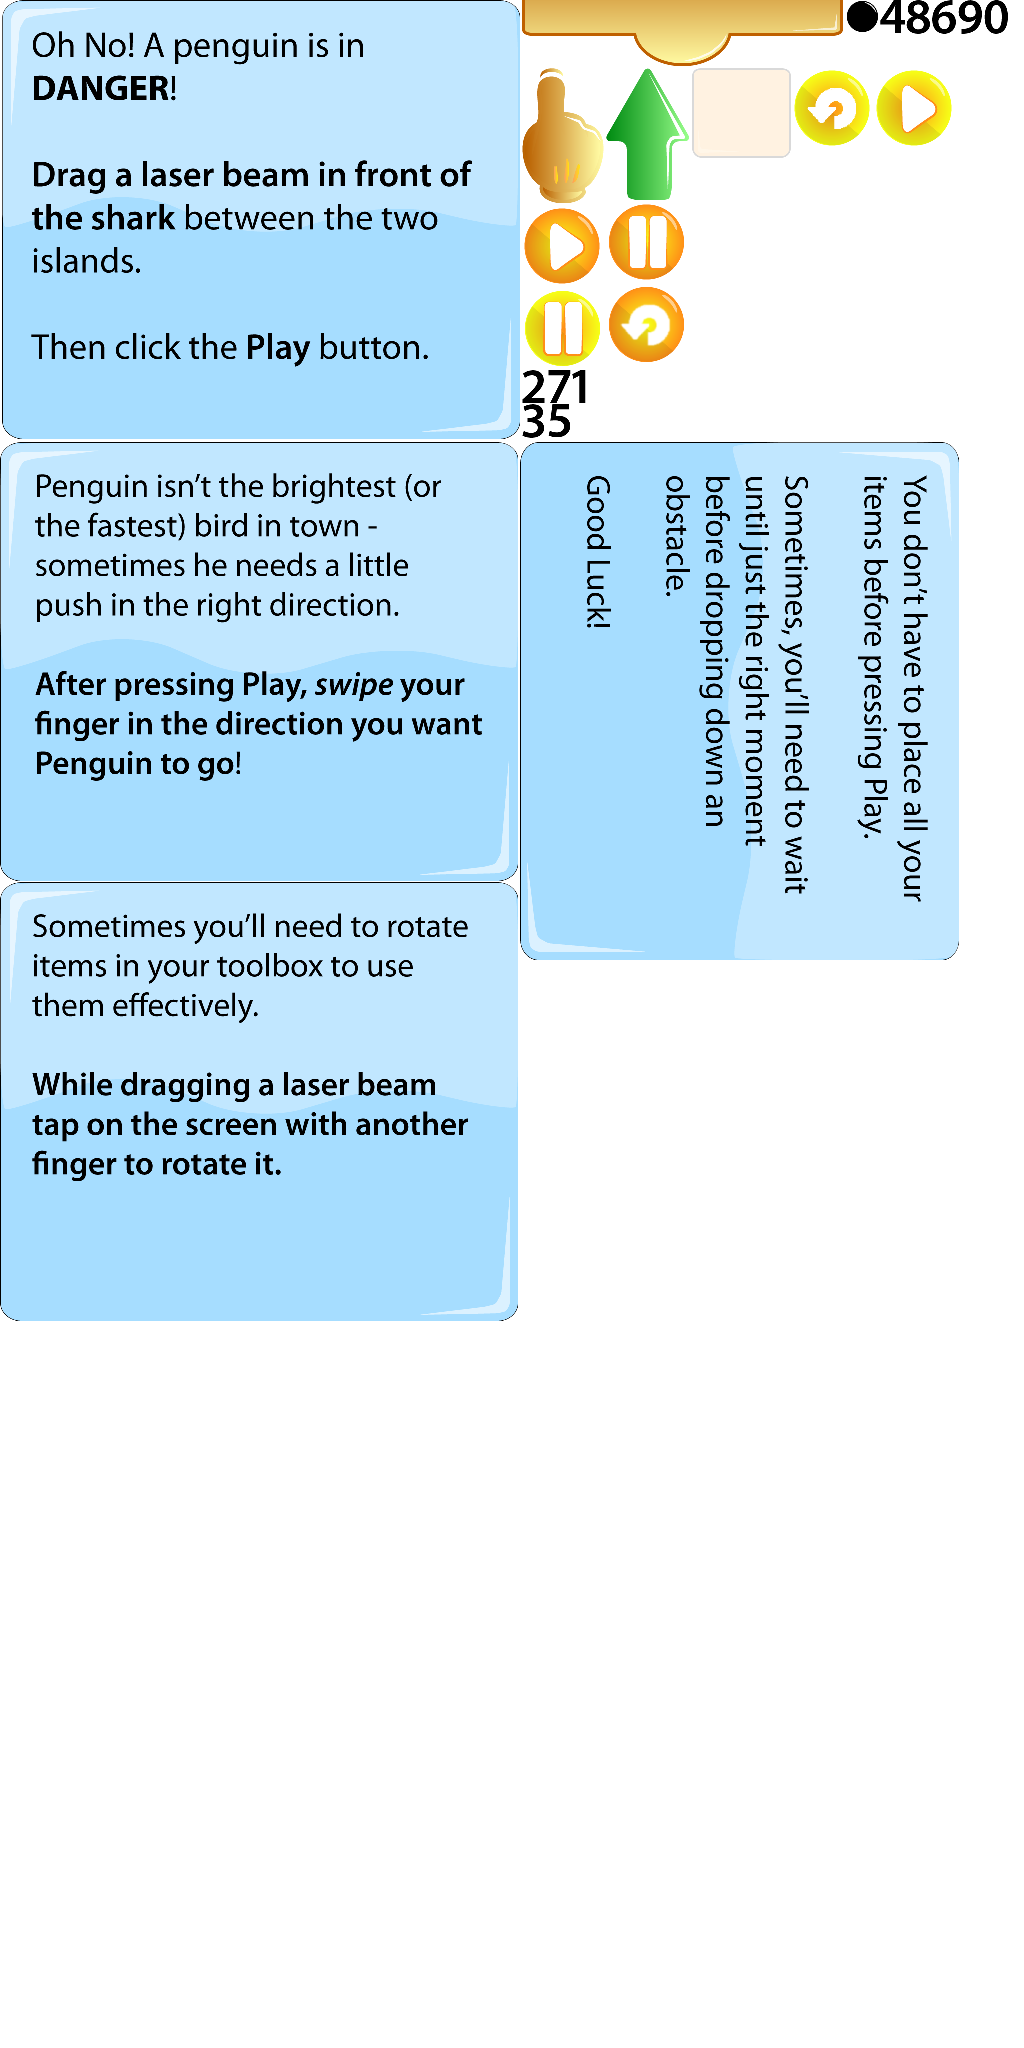 Oh No! A penguin is in
DANGER!
Drag a laser beam in front of
the shark between the two
islands.
Then click the Play button.
48690
271
35
Penguin isn’t the brightest (or
the fastest) bird in town -
sometimes he needs a little
push in the right direction.
After pressing Play, swipe your
finger in the direction you want
Penguin to go!
You don’t have to place all your
items before pressing Play.
Sometimes, you’ll need to wait
until just the right moment
before dropping down an
obstacle.
Good Luck!
Sometimes you’ll need to rotate
items in your toolbox to use
them effectively.
While dragging a laser beam
tap on the screen with another
finger to rotate it.